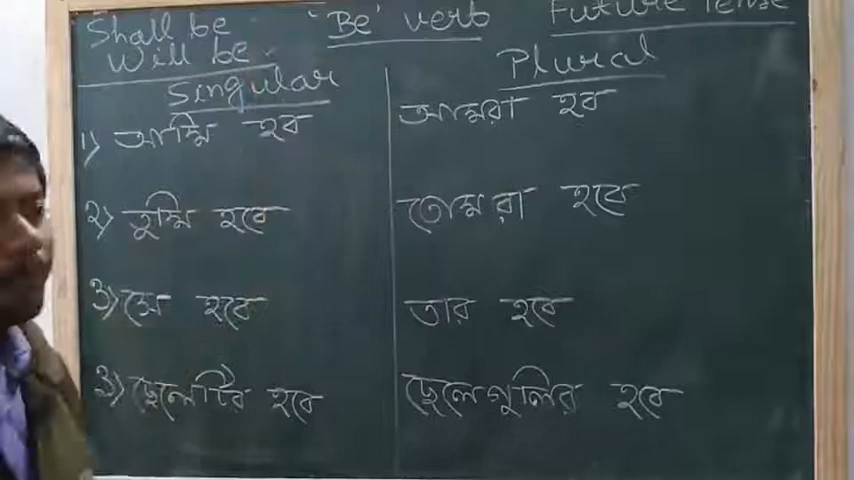 Shall be 'Be' verb Future Tense
Will be
Singular Plural
1) আমি হব আমরা হব
2) তুমি হবে তোমরা হবে
3) সে হবে তার হবে
3) ছেলেটির হবে ছেলেগুলির হবে